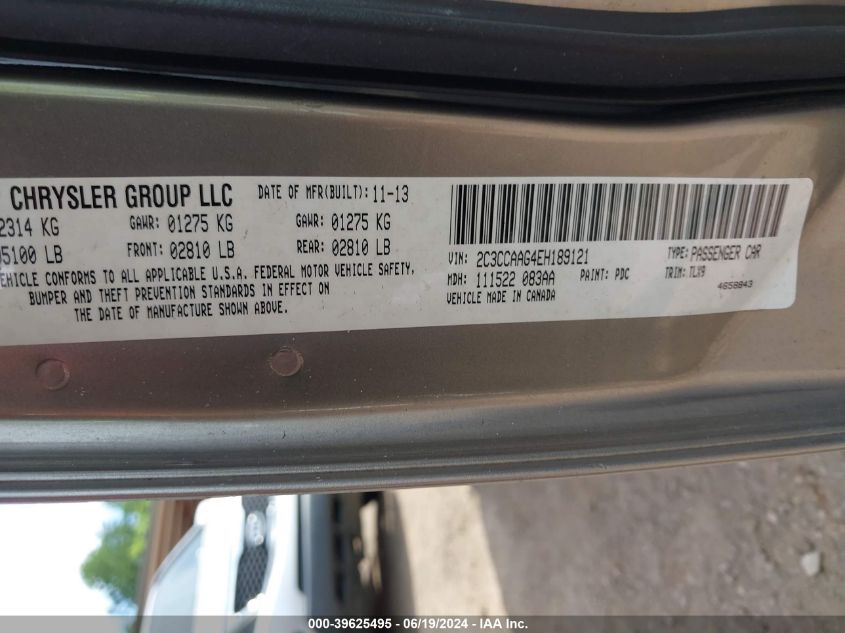 CHRYSLER GROUP LLC DATE OF MFR(BUILT): 11-13
2314 KG GAWR: 01275 KG GAWR: 01275 KG
5100 LB FRONT: 02810 LB REAR: 02810 LB
VEHICLE CONFORMS TO ALL APPLICABLE U.S.A. FEDERAL MOTOR VEHICLE SAFETY,
BUMPER AND THEFT PREVENTION STANDARDS IN EFFECT ON
THE DATE OF MANUFACTURE SHOWN ABOVE.
VIN: 2C3CCAAG4EH189121 TYPE: PASSENGER CAR
MDH: 111522 083AA PAINT: PDC TRIM: TLX9
VEHICLE MADE IN CANADA 4658843
000-39625495 - 06/19/2024 - IAA Inc.